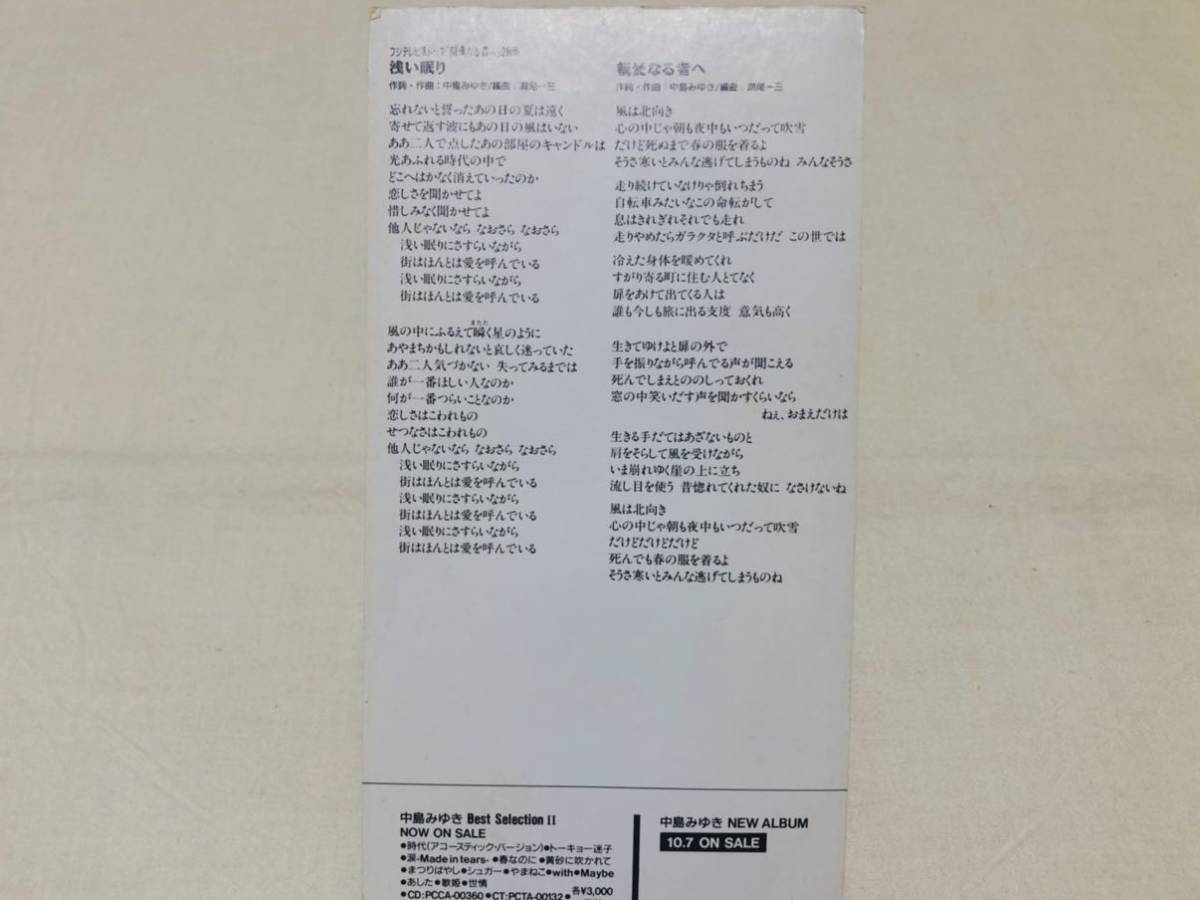 フジテレビ
浅い眠り
作詞・作曲:中島みゆき/編曲:瀬尾一三
忘れないと誓ったあの日の夏は遠く
寄せて返す波にもあの日の風はいない
ああ二人で点したあの部屋のキャンドルは
光あふれる時代の中で
どこへはかなく消えていったのか
恋しさを聞かせてよ
惜しみなく聞かせてよ
他人じゃないなら なおさら なおさら
浅い眠りにさすらいながら
街はほんとは愛を呼んでいる
浅い眠りにさすらいながら
街はほんとは愛を呼んでいる
風の中にふるえて瞬く星のように
またた
あやまちかもしれないと哀しく迷っていた
ああ二人気づかない 失ってみるまでは
誰が一番ほしい人なのか
何が一番つらいことなのか
恋しさはこわれもの
せつなさはこわれもの
他人じゃないなら なおさら なおさら
浅い眠りにさすらいながら
街はほんとは愛を呼んでいる
浅い眠りにさすらいながら
街はほんとは愛を呼んでいる
浅い眠りにさすらいながら
街はほんとは愛を呼んでいる
親愛なる者へ
作詞・作曲:中島みゆき/編曲:瀬尾一三
風は北向き
心の中じゃ朝も夜中もいつだって吹雪
だけど死ぬまで春の服を着るよ
そうさ寒いとみんな逃げてしまうものね みんなそうさ
走り続けていなけりゃ倒れちまう
自転車みたいなこの命転がして
息はきれぎれそれでも走れ
走りやめたらガラクタと呼ぶだけだ この世では
冷えた身体を暖めてくれ
すがり寄る町に住む人とてなく
扉をあけて出てくる人は
誰も今しも旅に出る支度 意気も高く
生きてゆけよと扉の外で
手を振りながら呼んでる声が聞こえる
死んでしまえとののしっておくれ
窓の中笑いだす声を聞かすくらいなら
ねぇ、おまえだけは
生きる手だてはあざないものと
肩をそらして風を受けながら
いま崩れゆく崖の上に立ち
流し目を使う 昔惚れてくれた奴に なさけないね
風は北向き
心の中じゃ朝も夜中もいつだって吹雪
だけどだけどだけど
死んでも春の服を着るよ
そうさ寒いとみんな逃げてしまうものね
中島みゆき Best Selection II
NOW ON SALE
●時代(アコースティック・バージョン)●トーキョー迷子
●涙-Made in tears-●春なのに●黄砂に吹かれて
●まつりばやし●シュガー●やまねこ●with●Maybe
●あした●歌姫●世情
●CD:PCCA-00360●CT:PCTA-00132● 各¥3,000
中島みゆき NEW ALBUM
10.7 ON SALE